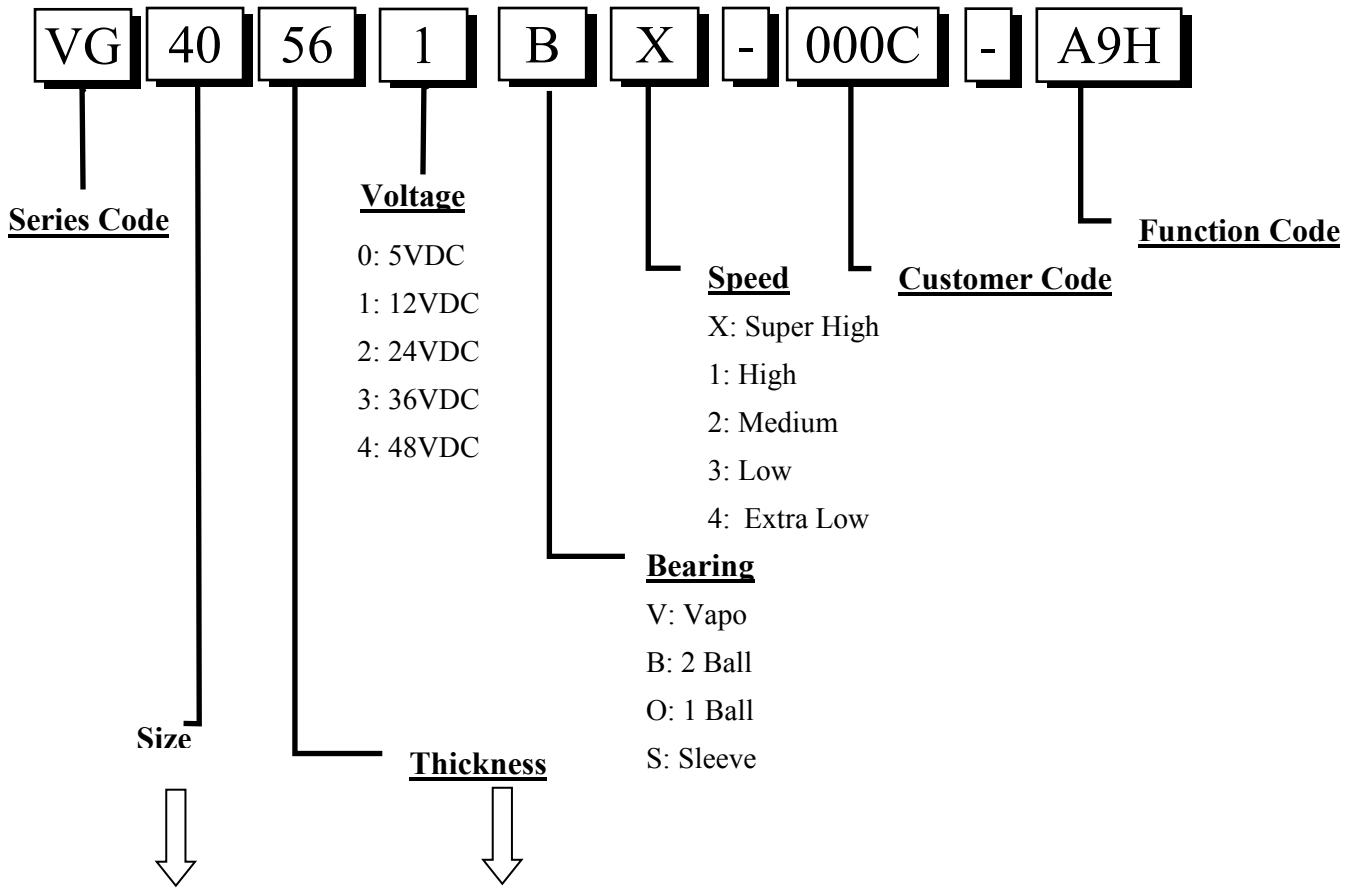 VG 40 56 1 B X - 000C - A9H
Series Code
Voltage
0: 5VDC
1: 12VDC
2: 24VDC
3: 36VDC
4: 48VDC
Function Code
Customer Code
Speed
X: Super High
1: High
2: Medium
3: Low
4: Extra Low
Bearing
V: Vapo
B: 2 Ball
O: 1 Ball
S: Sleeve
Size
Thickness